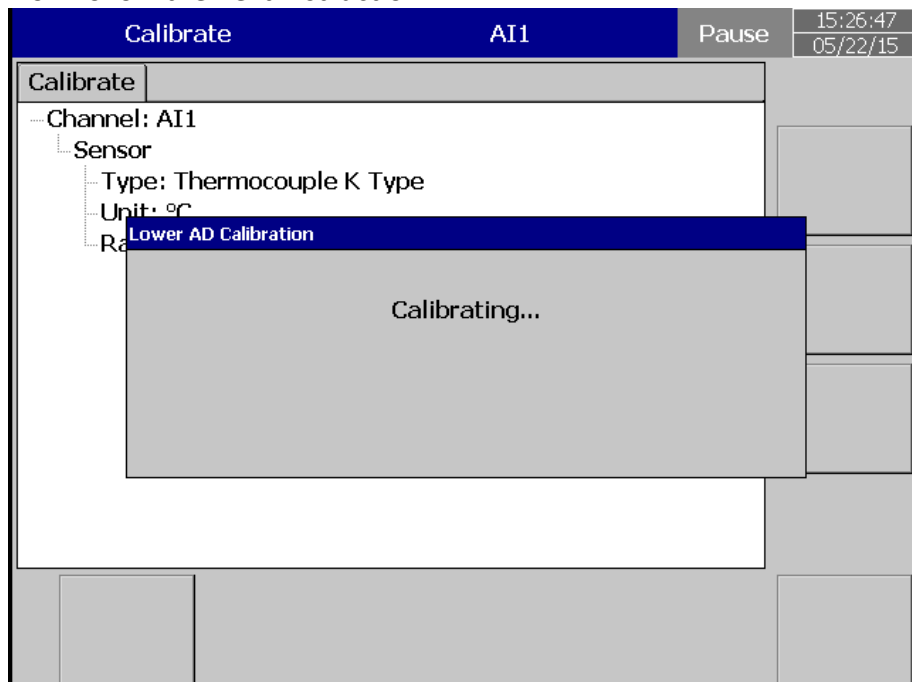 Calibrate AI1 Pause 15:26:47
05/22/15
Calibrate
Channel: AI1
Sensor
Type: Thermocouple K Type
Unit: °C
Lower AD Calibration
Calibrating...